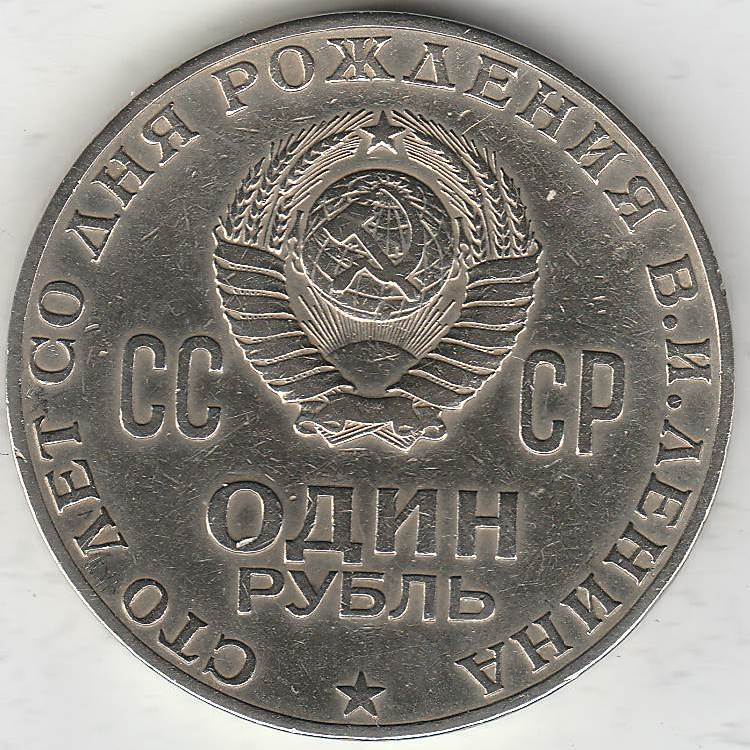 СТО ЛЕТ СО ДНЯ РОЖДЕНИЯ В.И.ЛЕНИНА
СС СР
ОДИН
РУБЛЬ